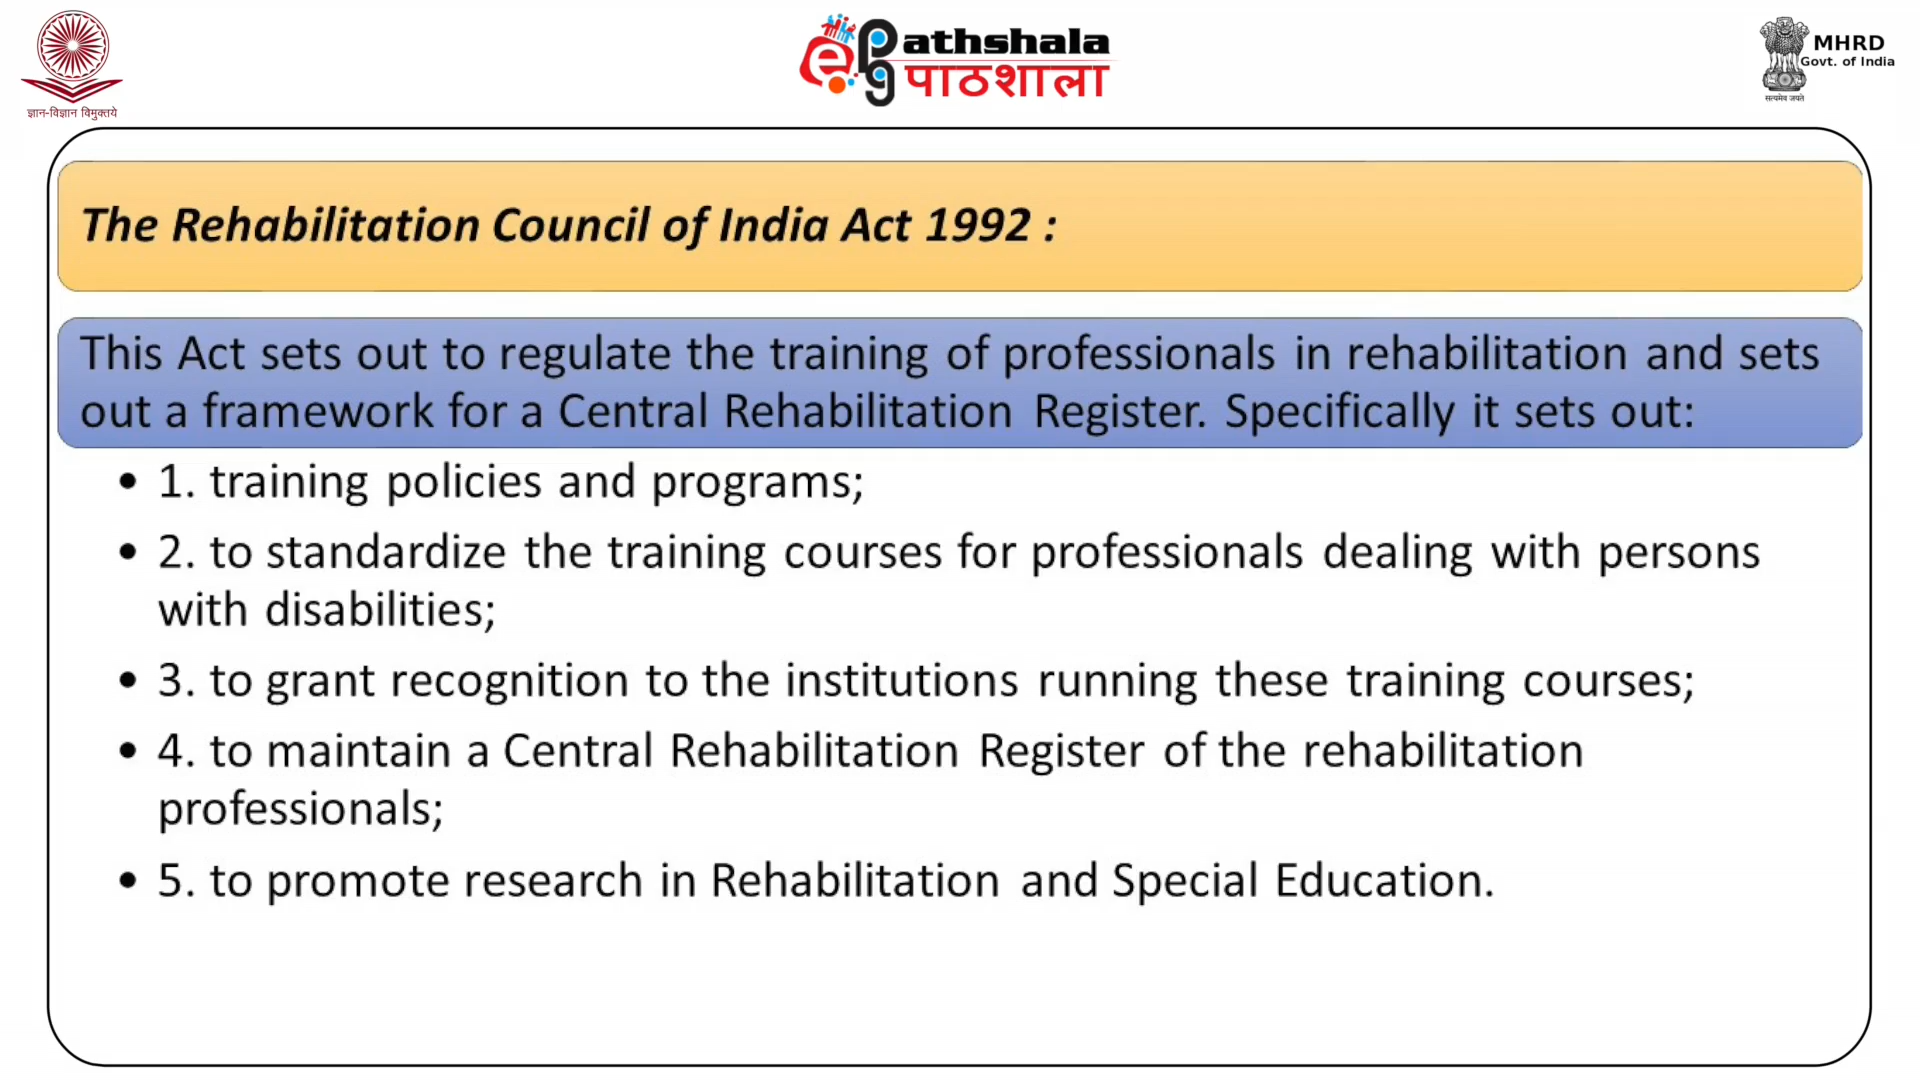 ज्ञान-विज्ञान विमुक्तये
e pg athshala
पाठशाला
MHRD
Govt. of India
सत्यमेव जयते
The Rehabilitation Council of India Act 1992 :
This Act sets out to regulate the training of professionals in rehabilitation and sets
out a framework for a Central Rehabilitation Register. Specifically it sets out:
• 1. training policies and programs;
• 2. to standardize the training courses for professionals dealing with persons
with disabilities;
• 3. to grant recognition to the institutions running these training courses;
• 4. to maintain a Central Rehabilitation Register of the rehabilitation
professionals;
• 5. to promote research in Rehabilitation and Special Education.